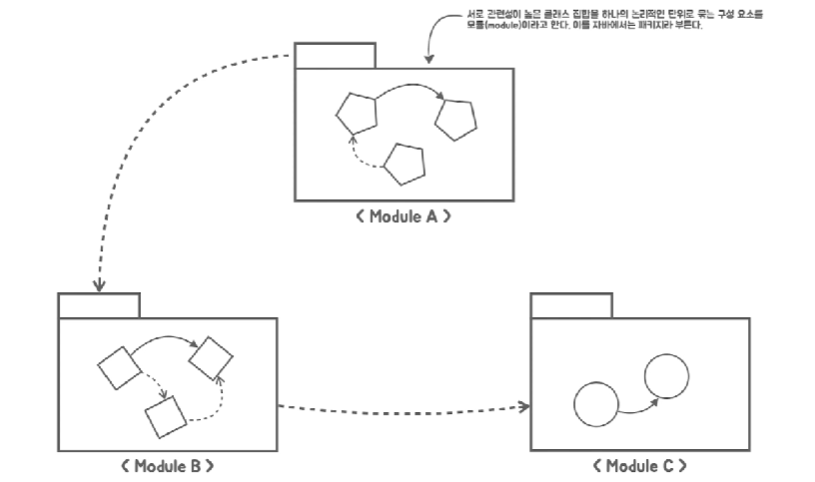 서로 관련성이 높은 클래스 집합을 하나의 논리적인 단위로 묶는 구성 요소를
모듈(module)이라고 한다. 이를 자바에서는 패키지라 부른다.
< Module A >
< Module B >
< Module C >